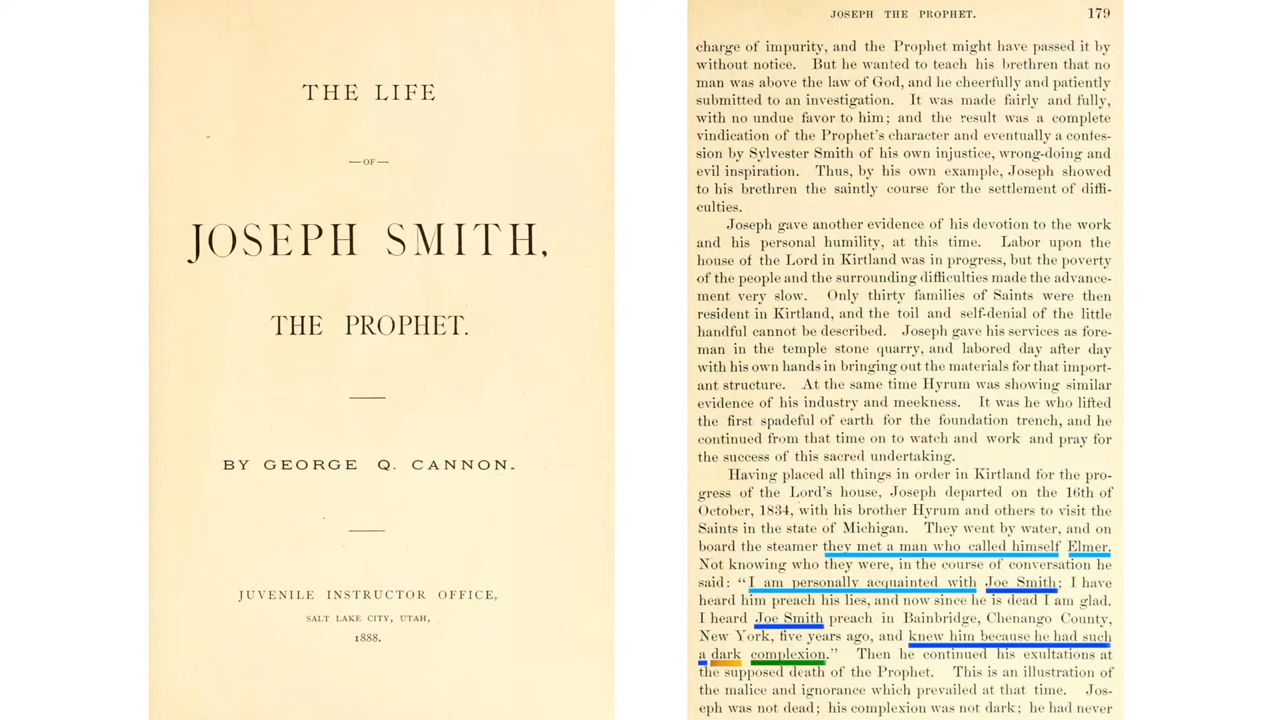 THE LIFE
—OF—
JOSEPH SMITH,
THE PROPHET.
BY GEORGE Q. CANNON.
JUVENILE INSTRUCTOR OFFICE,
SALT LAKE CITY, UTAH,
1888.
JOSEPH THE PROPHET. 179
charge of impurity, and the Prophet might have passed it by
without notice. But he wanted to teach his brethren that no
man was above the law of God, and he cheerfully and patiently
submitted to an investigation. It was made fairly and fully,
with no undue favor to him; and the result was a complete
vindication of the Prophet's character and eventually a confes-
sion by Sylvester Smith of his own injustice, wrong-doing and
evil inspiration. Thus, by his own example, Joseph showed
to his brethren the saintly course for the settlement of diffi-
culties.
Joseph gave another evidence of his devotion to the work
and his personal humility, at this time. Labor upon the
house of the Lord in Kirtland was in progress, but the poverty
of the people and the surrounding difficulties made the advance-
ment very slow. Only thirty families of Saints were then
resident in Kirtland, and the toil and self-denial of the little
handful cannot be described. Joseph gave his services as fore-
man in the temple stone quarry, and labored day after day
with his own hands in bringing out the materials for that import-
ant structure. At the same time Hyrum was showing similar
evidence of his industry and meekness. It was he who lifted
the first spadeful of earth for the foundation trench, and he
continued from that time on to watch and work and pray for
the success of this sacred undertaking.
Having placed all things in order in Kirtland for the pro-
gress of the Lord's house, Joseph departed on the 16th of
October, 1834, with his brother Hyrum and others to visit the
Saints in the state of Michigan. They went by water, and on
board the steamer they met a man who called himself Elmer.
Not knowing who they were, in the course of conversation he
said: "I am personally acquainted with Joe Smith; I have
heard him preach his lies, and now since he is dead I am glad.
I heard Joe Smith preach in Bainbridge, Chenango County,
New York, five years ago, and knew him because he had such
a dark complexion." Then he continued his exultations at
the supposed death of the Prophet. This is an illustration of
the malice and ignorance which prevailed at that time. Jos-
eph was not dead; his complexion was not dark; he had never